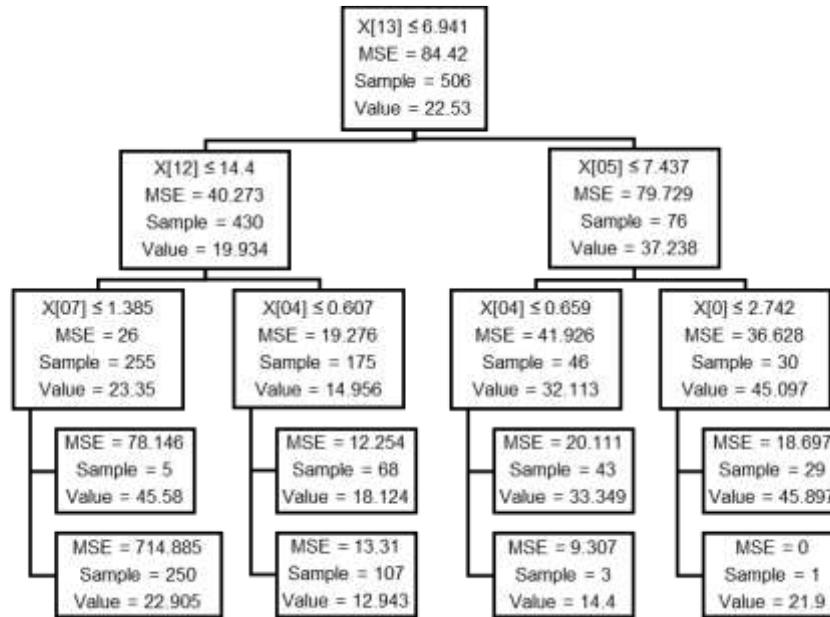 X[13] ≤ 6.941
MSE = 84.42
Sample = 506
Value = 22.53
X[12] ≤ 14.4
MSE = 40.273
Sample = 430
Value = 19.934
X[05] ≤ 7.437
MSE = 79.729
Sample = 76
Value = 37.238
X[07] ≤ 1.385
MSE = 26
Sample = 255
Value = 23.35
X[04] ≤ 0.607
MSE = 19.276
Sample = 175
Value = 14.956
X[04] ≤ 0.659
MSE = 41.926
Sample = 46
Value = 32.113
X[0] ≤ 2.742
MSE = 36.628
Sample = 30
Value = 45.097
MSE = 78.146
Sample = 5
Value = 45.58
MSE = 12.254
Sample = 68
Value = 18.124
MSE = 20.111
Sample = 43
Value = 33.349
MSE = 18.697
Sample = 29
Value = 45.897
MSE = 714.885
Sample = 250
Value = 22.905
MSE = 13.31
Sample = 107
Value = 12.943
MSE = 9.307
Sample = 3
Value = 14.4
MSE = 0
Sample = 1
Value = 21.9